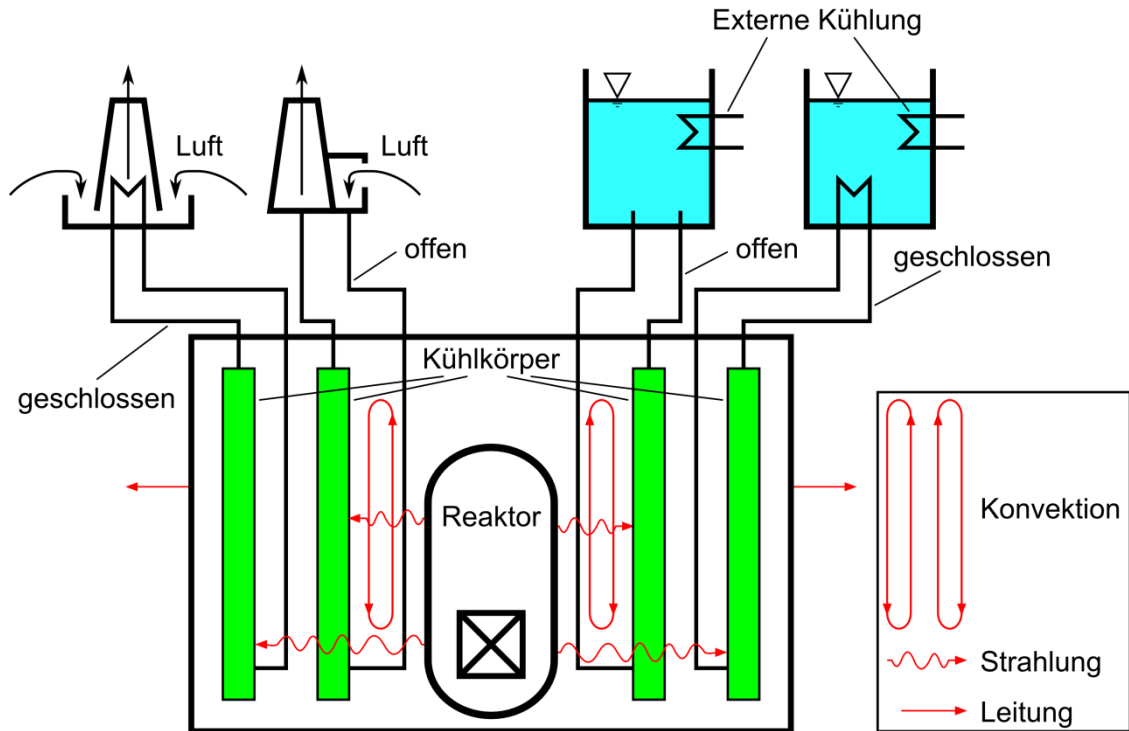 Externe Kühlung
Luft
Luft
offen
offen
geschlossen
geschlossen
Kühlkörper
Reaktor
Konvektion
Strahlung
Leitung